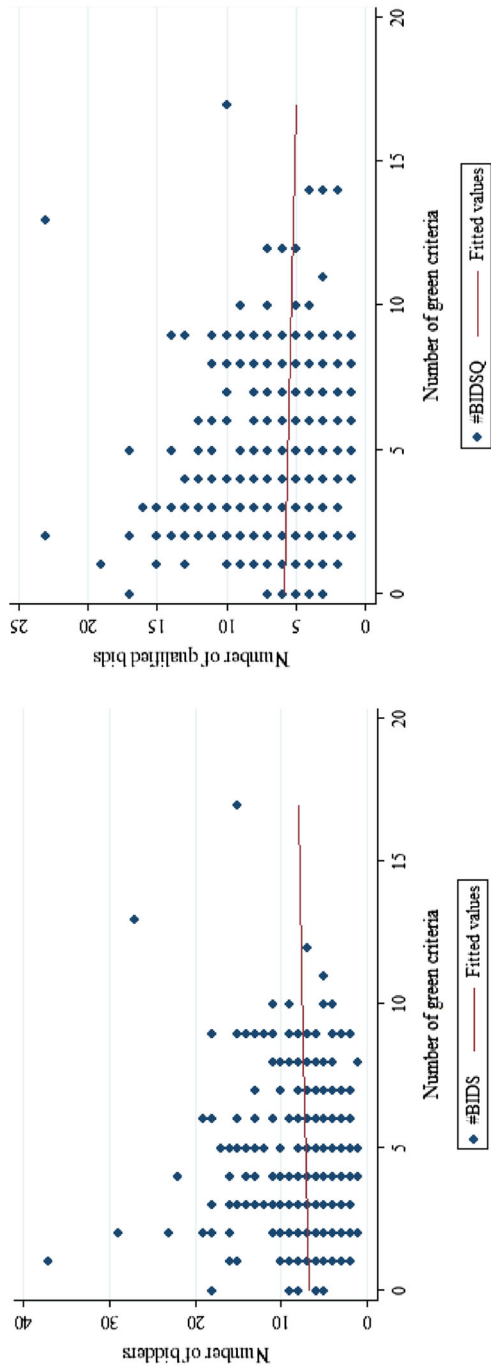 Number of bidders
40
30
20
10
0
0 5 10 15 20
Number of green criteria
#BIDS Fitted values
Number of qualified bids
25
20
15
10
5
0
0 5 10 15 20
Number of green criteria
#BIDSQ Fitted values